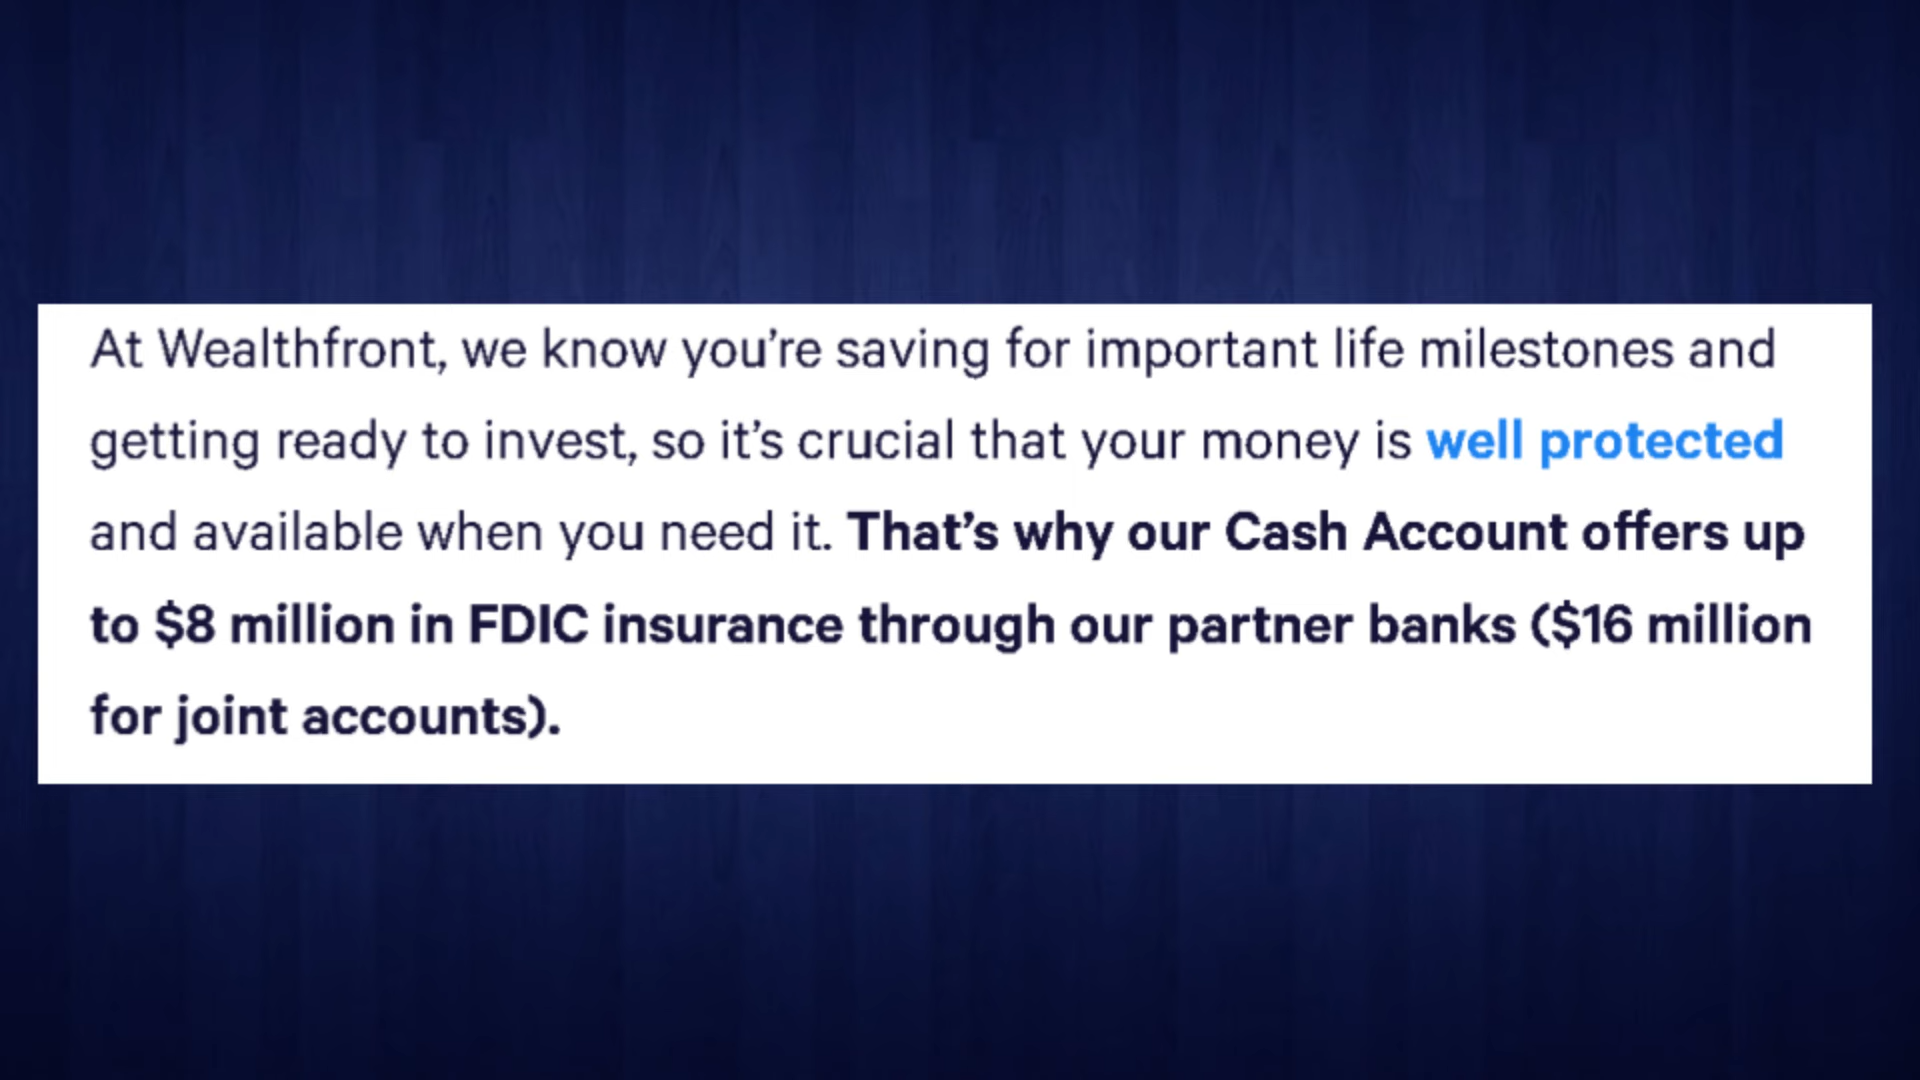 At Wealthfront, we know you’re saving for important life milestones and
getting ready to invest, so it’s crucial that your money is well protected
and available when you need it. That’s why our Cash Account offers up
to $8 million in FDIC insurance through our partner banks ($16 million
for joint accounts).